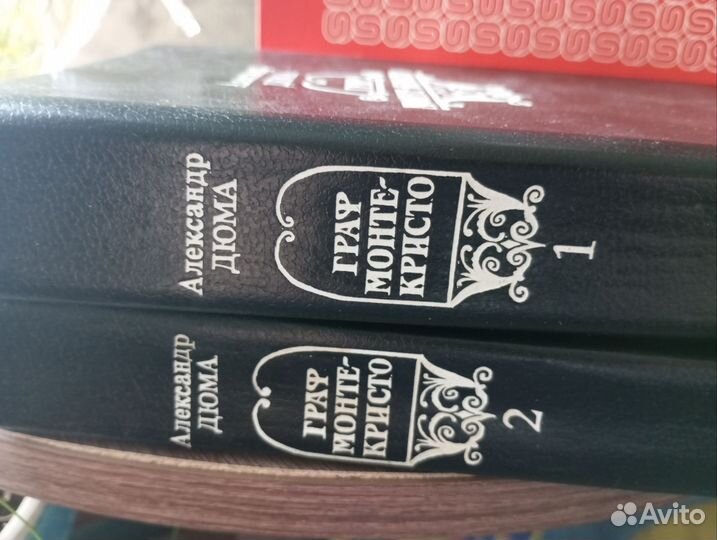 Александр
ДЮМА
ГРАФ
МОНТЕ-
КРИСТО
1
Александр
ДЮМА
ГРАФ
МОНТЕ-
КРИСТО
2
Avito